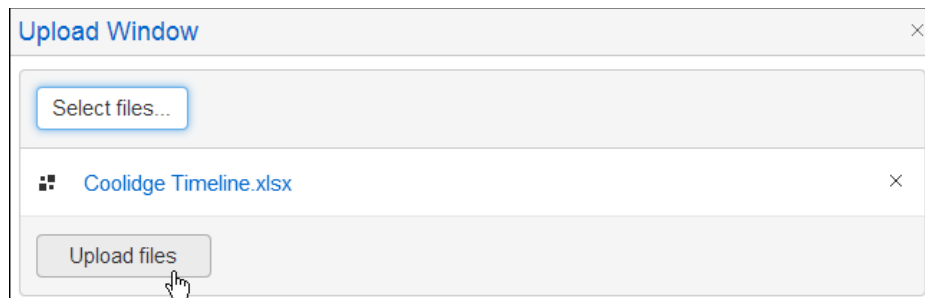 Upload Window
Select files...
Coolidge Timeline.xlsx
Upload files